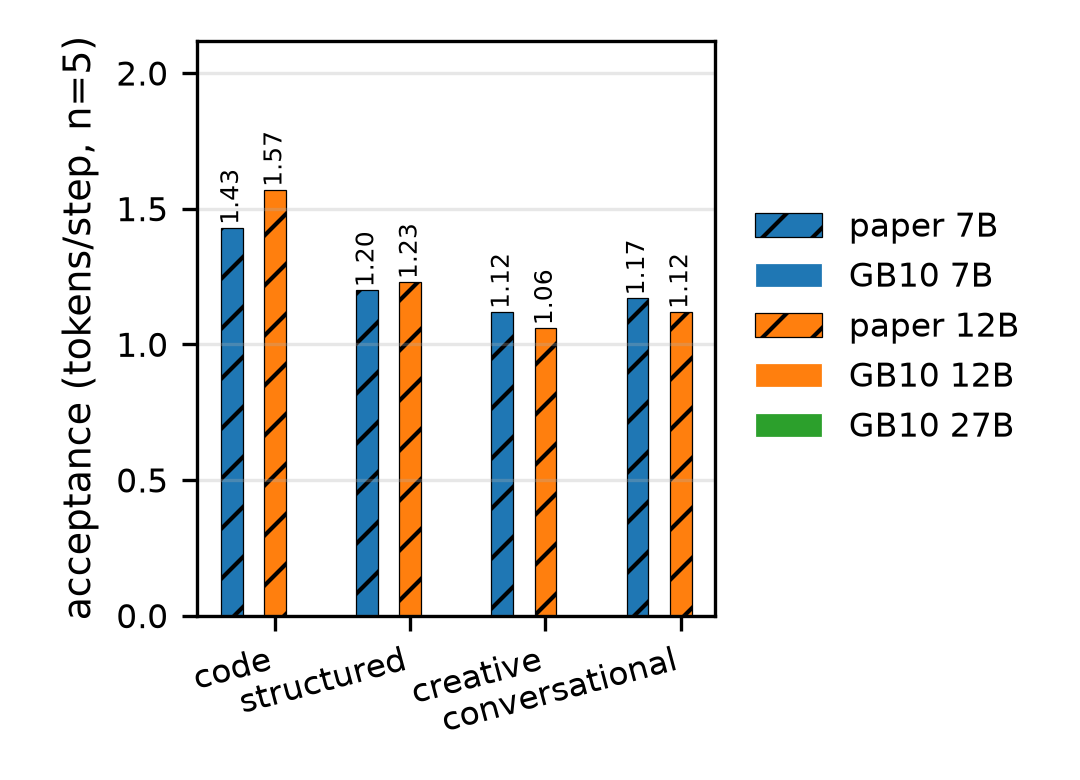 acceptance (tokens/step, n=5)
2.0
1.5
1.0
0.5
0.0
1.43
1.57
1.20
1.23
1.12
1.06
1.17
1.12
code
structured
creative
conversational
paper 7B
GB10 7B
paper 12B
GB10 12B
GB10 27B